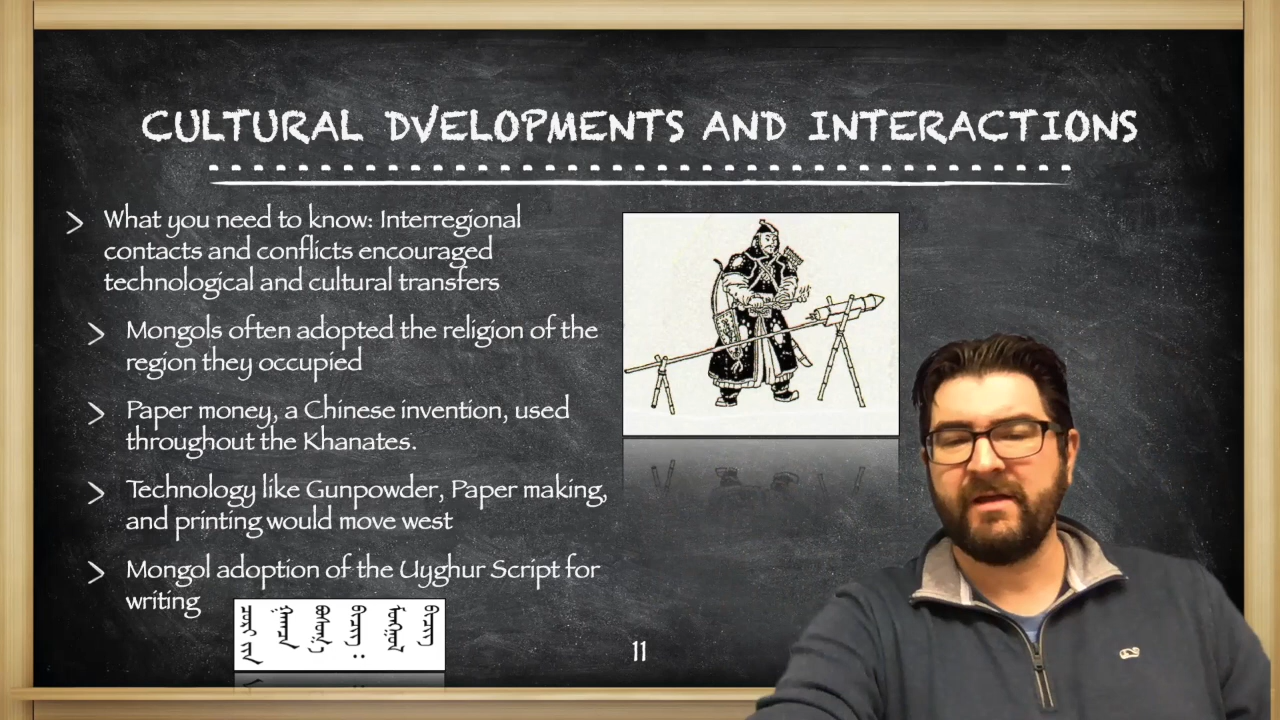 CULTURAL DVELOPMENTS AND INTERACTIONS
What you need to know: Interregional
contacts and conflicts encouraged
technological and cultural transfers
Mongols often adopted the religion of the
region they occupied
Paper money, a Chinese invention, used
throughout the Khanates.
Technology like Gunpowder, Paper making,
and printing would move west
Mongol adoption of the Uyghur Script for
writing
11